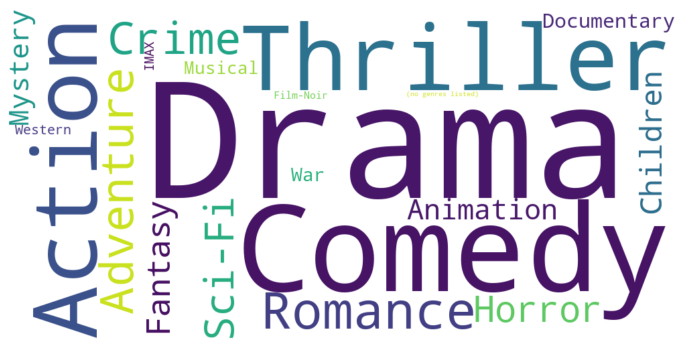 Mystery
Action
Western
Adventure
Crime
IMAX
Musical
Thriller
Documentary
Film-Noir
(no genres listed)
Drama
War
Children
Fantasy
Sci-Fi
Animation
Comedy
Romance
Horror